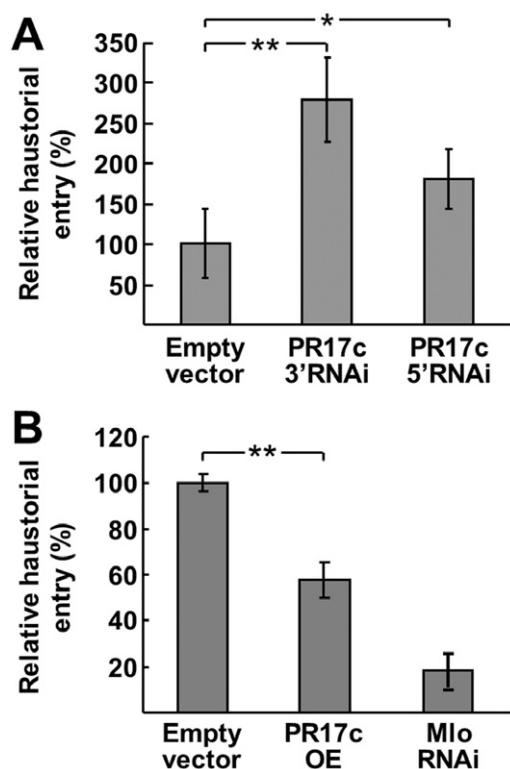 A
*
**
350
300
250
200
150
100
50
Relative haustorial
entry (%)
Empty
vector
PR17c
3'RNAi
PR17c
5'RNAi
B
**
120
100
80
60
40
20
Relative haustorial
entry (%)
Empty
vector
PR17c
OE
Mlo
RNAi